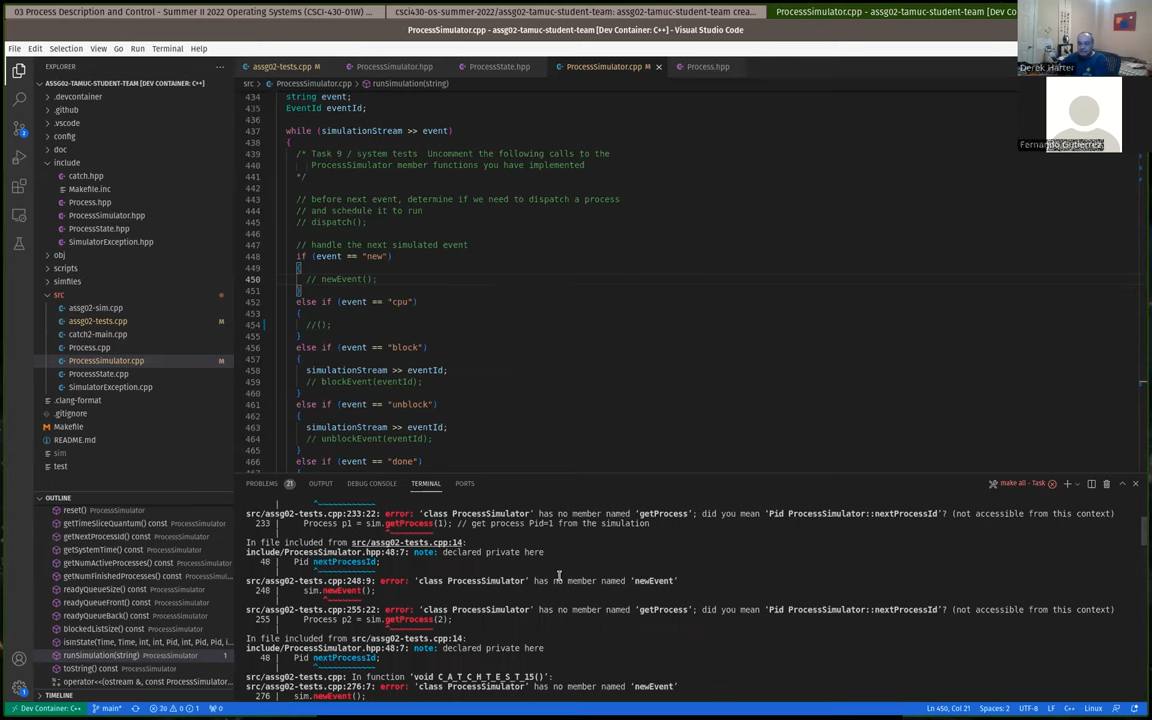 03 Process Description and Control - Summer II 2022 Operating Systems (CSCI-430-01W) ...
csci430-os-summer-2022/assg02-tamuc-student-team: assg02-tamuc-student-team crea...
ProcessSimulator.cpp - assg02-tamuc-student-team [Dev Container: C++]
ProcessSimulator.cpp - assg02-tamuc-student-team [Dev Container: C++] - Visual Studio Code
File Edit Selection View Go Run Terminal Help
Derek Harter
Fernando Gutierrez
EXPLORER ...
ASSG02-TAMUC-STUDENT-TEAM [DEV CONTAINER: C++]
.devcontainer
.github
.vscode
config
doc
include
catch.hpp
Makefile.inc
Process.hpp
ProcessSimulator.hpp
ProcessState.hpp
SimulatorException.hpp
obj
scripts
simfiles
src
assg02-sim.cpp
assg02-tests.cpp M
catch2-main.cpp
Process.cpp
ProcessSimulator.cpp M
ProcessState.cpp
SimulatorException.cpp
.clang-format
.gitignore
Makefile
README.md
sim
test
OUTLINE
reset() ProcessSimulator
getTimeSliceQuantum() const ProcessSimulator
getNextProcessId() const ProcessSimulator
getSystemTime() const ProcessSimulator
getNumActiveProcesses() const ProcessSimulator
getNumFinishedProcesses() const ProcessSimulator
readyQueueSize() const ProcessSimulator
readyQueueFront() const ProcessSimulator
readyQueueBack() const ProcessSimulator
blockedListSize() const ProcessSimulator
isInState(Time, Time, int, int, Pid, int, Pid, Pid, i...
runSimulation(string) ProcessSimulator 1
toString() const ProcessSimulator
operator<<(ostream &, const ProcessSimulator...
TIMELINE
assg02-tests.cpp M ProcessSimulator.hpp ProcessState.hpp ProcessSimulator.cpp M Process.hpp
src > ProcessSimulator.cpp > runSimulation(string)
434 string event;
435 EventId eventId;
436
437 while (simulationStream >> event)
438 {
439 /* Task 9 / system tests Uncomment the following calls to the
440 ProcessSimulator member functions you have implemented
441 */
442
443 // before next event, determine if we need to dispatch a process
444 // and schedule it to run
445 // dispatch();
446
447 // handle the next simulated event
448 if (event == "new")
449 {
450 // newEvent();
451 }
452 else if (event == "cpu")
453 {
454 //();
455 }
456 else if (event == "block")
457 {
458 simulationStream >> eventId;
459 // blockEvent(eventId);
460 }
461 else if (event == "unblock")
462 {
463 simulationStream >> eventId;
464 // unblockEvent(eventId);
465 }
466 else if (event == "done")
PROBLEMS 21 OUTPUT DEBUG CONSOLE TERMINAL PORTS make all - Task
src/assg02-tests.cpp:233:22: error: ‘class ProcessSimulator’ has no member named ‘getProcess’; did you mean ‘Pid ProcessSimulator::nextProcessId’? (not accessible from this context)
233 | Process p1 = sim.getProcess(1); // get process Pid=1 from the simulation
In file included from src/assg02-tests.cpp:14:
include/ProcessSimulator.hpp:48:7: note: declared private here
48 | Pid nextProcessId;
src/assg02-tests.cpp:248:9: error: ‘class ProcessSimulator’ has no member named ‘newEvent’
248 | sim.newEvent();
src/assg02-tests.cpp:255:22: error: ‘class ProcessSimulator’ has no member named ‘getProcess’; did you mean ‘Pid ProcessSimulator::nextProcessId’? (not accessible from this context)
255 | Process p2 = sim.getProcess(2);
In file included from src/assg02-tests.cpp:14:
include/ProcessSimulator.hpp:48:7: note: declared private here
48 | Pid nextProcessId;
src/assg02-tests.cpp: In function ‘void C_A_T_C_H_T_E_S_T_15()’:
src/assg02-tests.cpp:276:7: error: ‘class ProcessSimulator’ has no member named ‘newEvent’
276 | sim.newEvent();
Dev Container: C++ main* 0 1 0 Ln 450, Col 21 Spaces: 2 UTF-8 LF C++ Linux